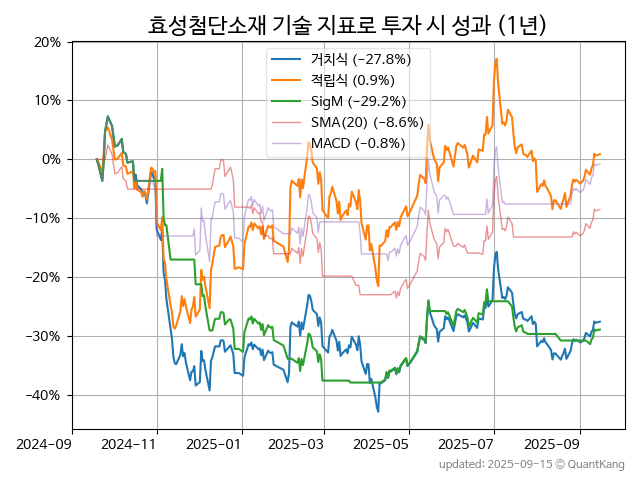 효성첨단소재 기술 지표로 투자 시 성과 (1년)
20%
10%
0%
−10%
−20%
−30%
−40%
거치식 (−27.8%)
적립식 (0.9%)
SigM (−29.2%)
SMA(20) (−8.6%)
MACD (−0.8%)
2024-09
2024-11
2025-01
2025-03
2025-05
2025-07
2025-09
updated: 2025-09-15 © QuantKang